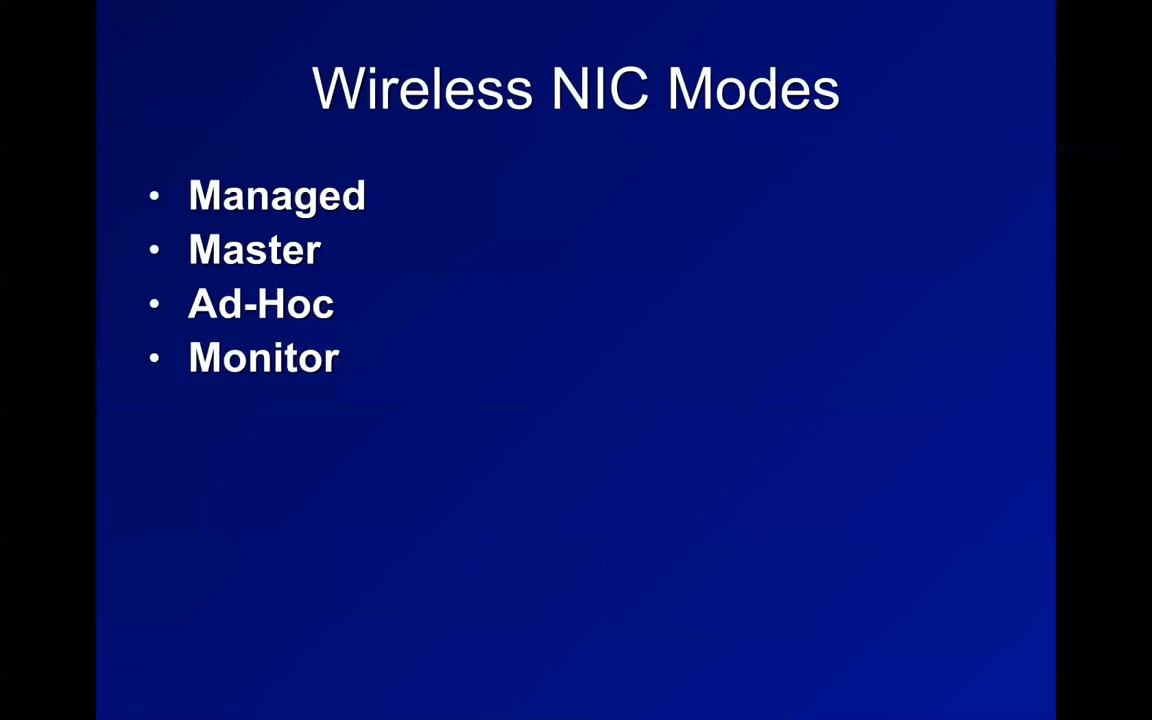 Wireless NIC Modes
• Managed
• Master
• Ad-Hoc
• Monitor